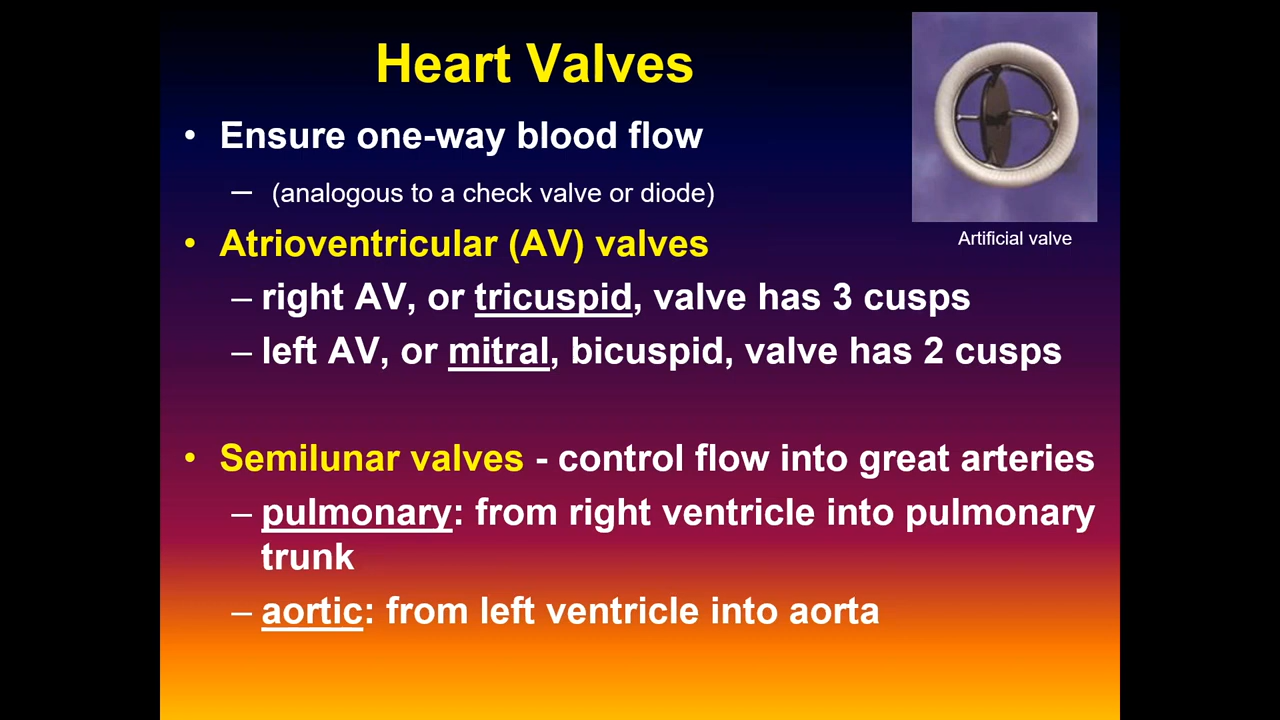 Heart Valves
• Ensure one-way blood flow
– (analogous to a check valve or diode)
Artificial valve
• Atrioventricular (AV) valves
– right AV, or tricuspid, valve has 3 cusps
– left AV, or mitral, bicuspid, valve has 2 cusps
• Semilunar valves - control flow into great arteries
– pulmonary: from right ventricle into pulmonary
trunk
– aortic: from left ventricle into aorta